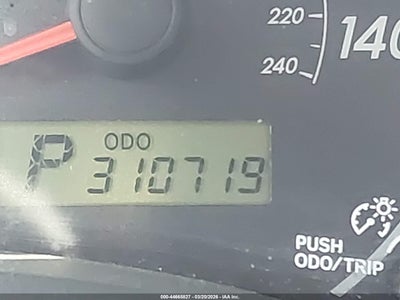 220
140
240
ODO
P 310719
PUSH
ODO/TRIP
000-44665837 - 03/20/2026 - IAA Inc.